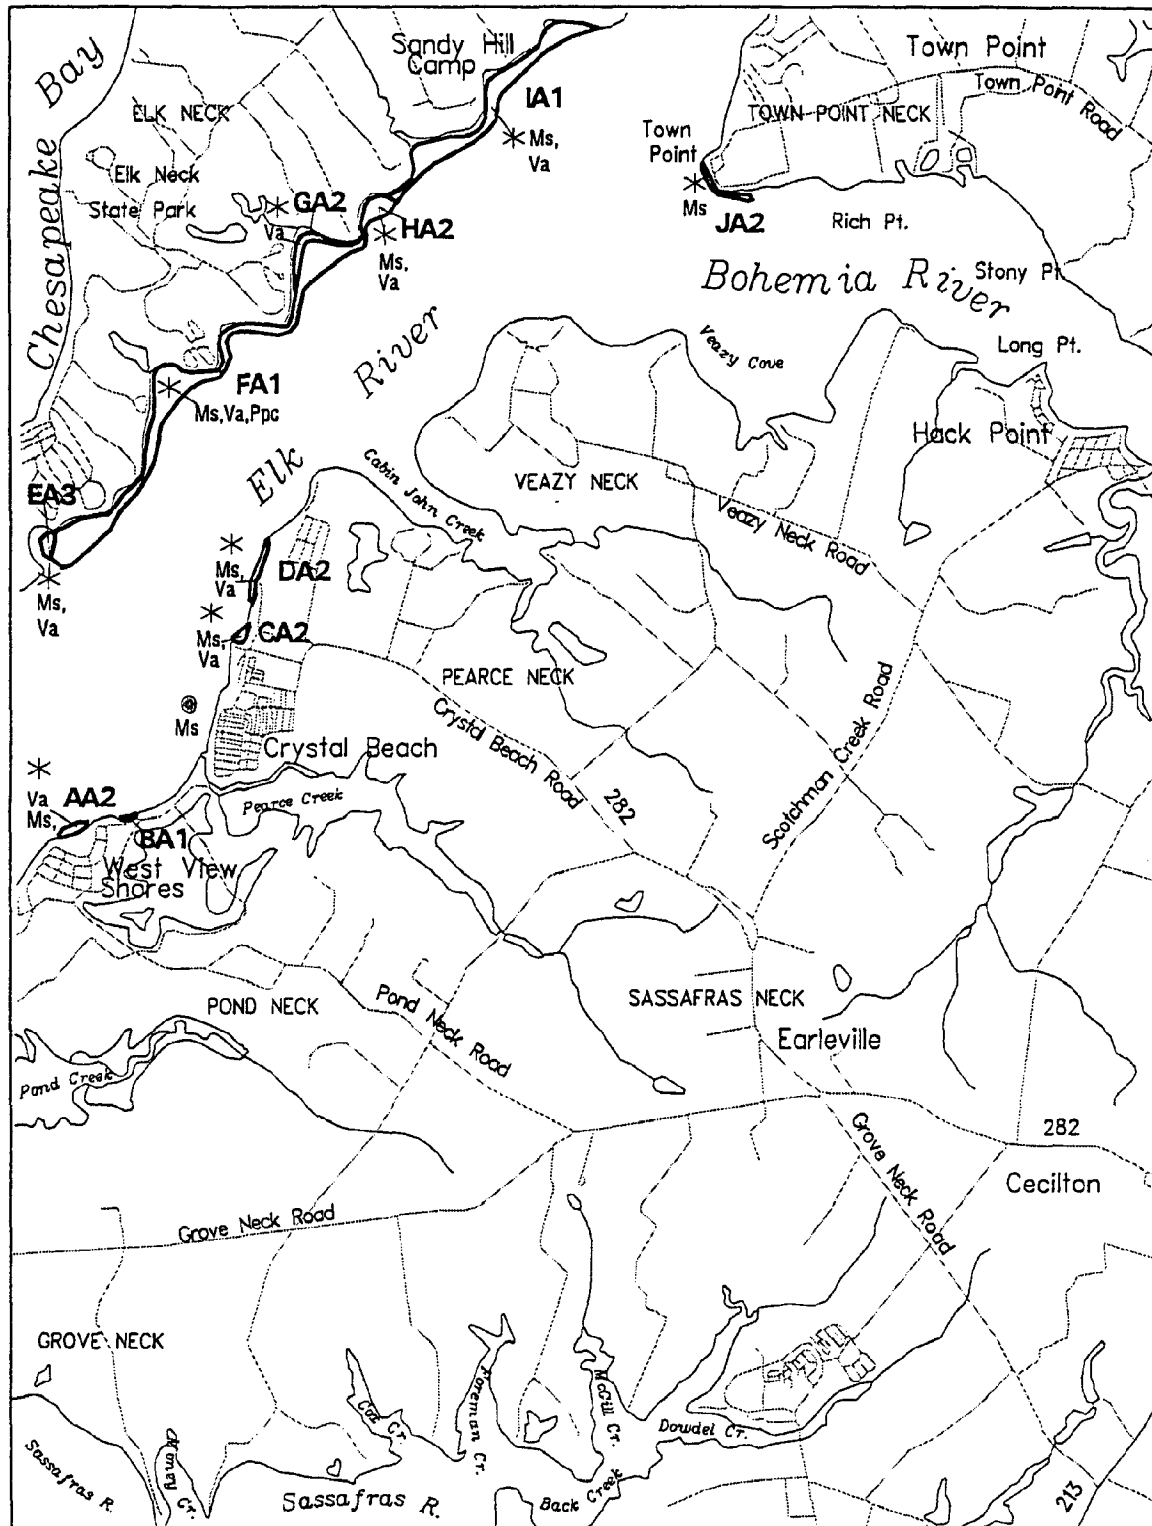 Chesapeake Bay
Sandy Hill
Camp
Town Point
Town Point Road
IA1
ELK NECK
TOWN POINT NECK
Ms,
Va
Town
Point
Elk Neck
State Park
GA2
Va
HA2
Ms
JA2
Rich Pt.
Ms,
Va
Bohemia River
Stony Pt.
Elk River
Veazy Cove
Long Pt.
FA1
Ms,Va,Ppc
Hack Point
Cabin John Creek
VEAZY NECK
EA3
Veazy Neck Road
Ms,
Va
DA2
Ms,
Va
CA2
Ms,
Va
PEARCE NECK
Scotchman Creek Road
Ms
Crystal Beach
Crystal Beach Road
282
Va
Ms,
AA2
Pearce Creek
BA1
West View
Shores
POND NECK
Pond Neck Road
SASSAFRAS NECK
Earleville
Pond Creek
282
Grove Neck Road
Cecilton
Grove Neck Road
GROVE NECK
Cox Cr.
Foreman Cr.
McGill Cr.
Dowdel Cr.
Sassafras R.
Sassafras R.
Back Creek
213